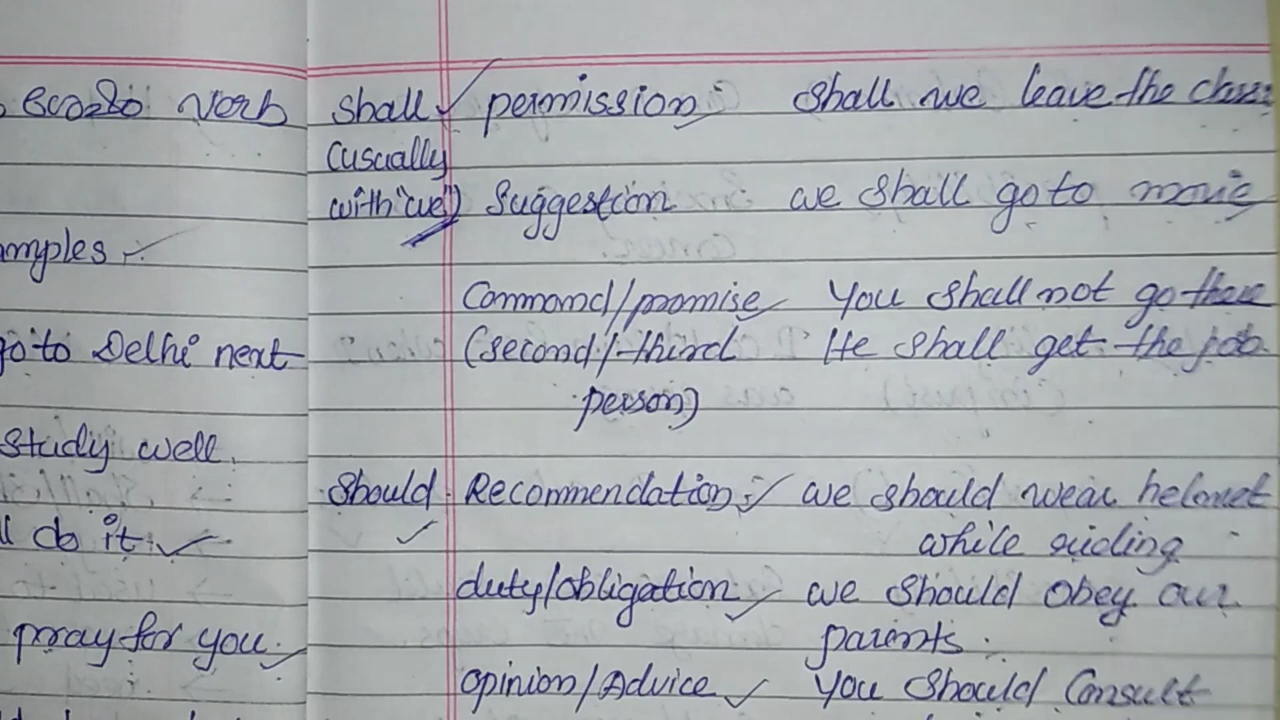 verb
mples
go to Delhi next
study well.
do it.
pray for you.
shall permission: shall we leave the class
(usually
with "we") Suggestion : we shall go to movie
Command/promise You shall not go there
(second/third He shall get the job
person)
should Recommendation: we should wear helmet
while riding
duty/obligation we should obey our
parents.
opinion/Advice You should Consult